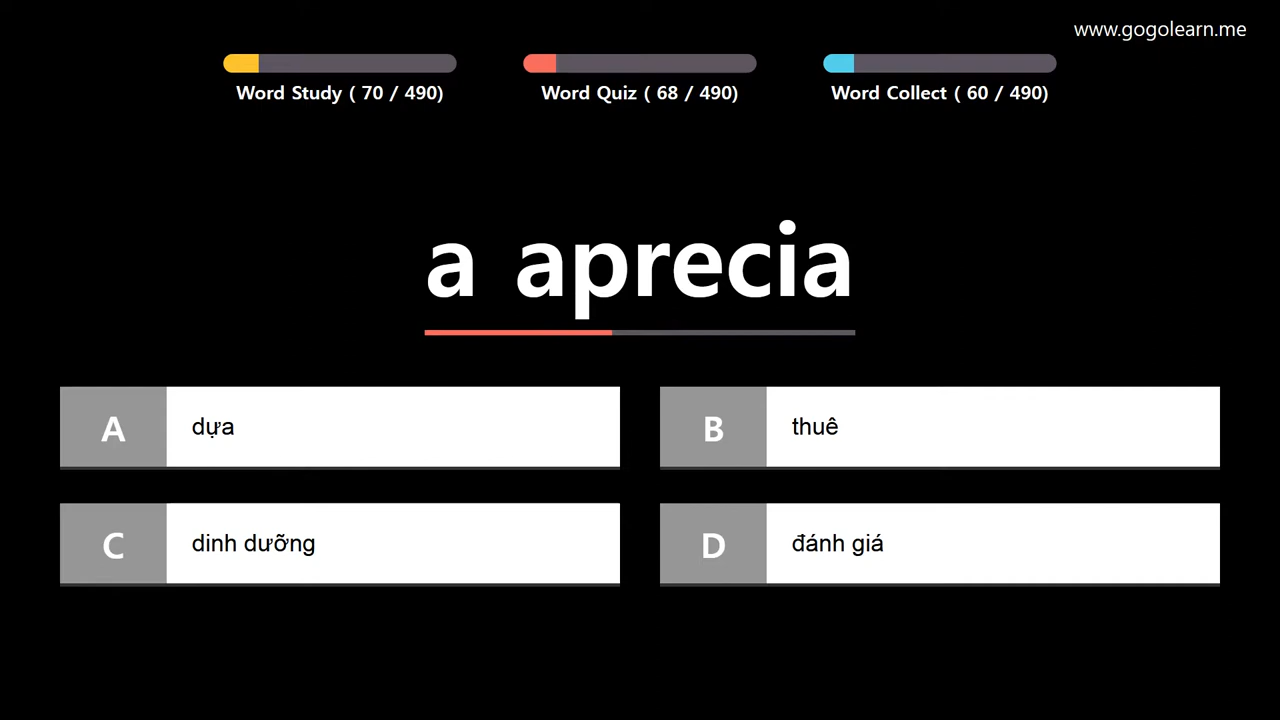 www.gogolearn.me
Word Study ( 70 / 490)
Word Quiz ( 68 / 490)
Word Collect ( 60 / 490)
a aprecia
A dựa
B thuê
C dinh dưỡng
D đánh giá